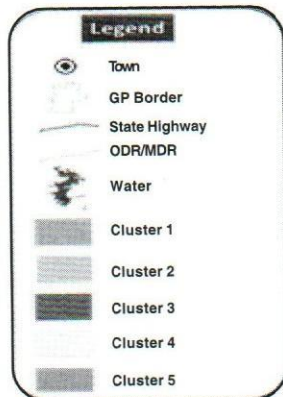 Legend
Town
GP Border
State Highway
ODR/MDR
Water
Cluster 1
Cluster 2
Cluster 3
Cluster 4
Cluster 5